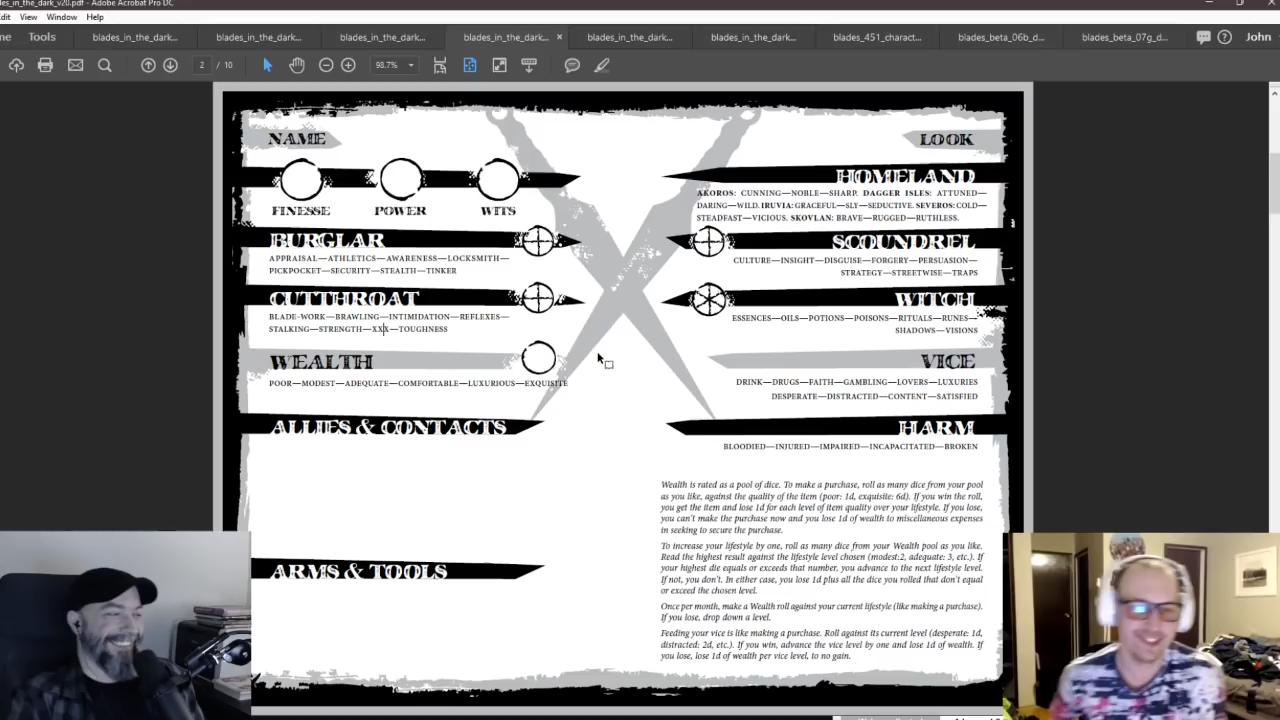 lades_in_the_dark_v20.pdf - Adobe Acrobat Pro DC
Edit View Window Help
me Tools blades_in_the_dark... blades_in_the_dark... blades_in_the_dark... blades_in_the_dark... × blades_in_the_dark... blades_in_the_dark... blades_451_charact... blades_beta_06b_d... blades_beta_07g_d... John
2 / 10 98.7%
NAME
LOOK
FINESSE POWER WITS
HOMELAND
AKOROS: CUNNING—NOBLE—SHARP. DAGGER ISLES: ATTUNED—
DARING—WILD. IRUVIA: GRACEFUL—SLY—SEDUCTIVE. SEVEROS: COLD—
STEADFAST—VICIOUS. SKOVLAN: BRAVE—RUGGED—RUTHLESS.
BURGLAR
APPRAISAL—ATHLETICS—AWARENESS—LOCKSMITH—
PICKPOCKET—SECURITY—STEALTH—TINKER
SCOUNDREL
CULTURE—INSIGHT—DISGUISE—FORGERY—PERSUASION—
STRATEGY—STREETWISE—TRAPS
CUTTHROAT
BLADE-WORK—BRAWLING—INTIMIDATION—REFLEXES—
STALKING—STRENGTH—XXX—TOUGHNESS
WITCH
ESSENCES—OILS—POTIONS—POISONS—RITUALS—RUNES—
SHADOWS—VISIONS
WEALTH
POOR—MODEST—ADEQUATE—COMFORTABLE—LUXURIOUS—EXQUISITE
VICE
DRINK—DRUGS—FAITH—GAMBLING—LOVERS—LUXURIES
DESPERATE—DISTRACTED—CONTENT—SATISFIED
ALLIES & CONTACTS
HARM
BLOODIED—INJURED—IMPAIRED—INCAPACITATED—BROKEN
Wealth is rated as a pool of dice. To make a purchase, roll as many dice from your pool
as you like, against the quality of the item (poor: 1d, exquisite: 6d). If you win the roll,
you get the item and lose 1d for each level of item quality over your lifestyle. If you lose,
you can't make the purchase now and you lose 1d of wealth to miscellaneous expenses
in seeking to secure the purchase.
To increase your lifestyle by one, roll as many dice from your Wealth pool as you like.
Read the highest result against the lifestyle level chosen (modest:2, adequate: 3, etc.). If
your highest die equals or exceeds that number, you advance to the next lifestyle level.
If not, you don't. In either case, you lose 1d plus all the dice you rolled that don't equal
or exceed the chosen level.
Once per month, make a Wealth roll against your current lifestyle (like making a purchase).
If you lose, drop down a level.
Feeding your vice is like making a purchase. Roll against its current level (desperate: 1d,
distracted: 2d, etc.). If you win, advance the vice level by one and lose 1d of wealth. If
you lose, lose 1d of wealth per vice level, to no gain.
ARMS & TOOLS